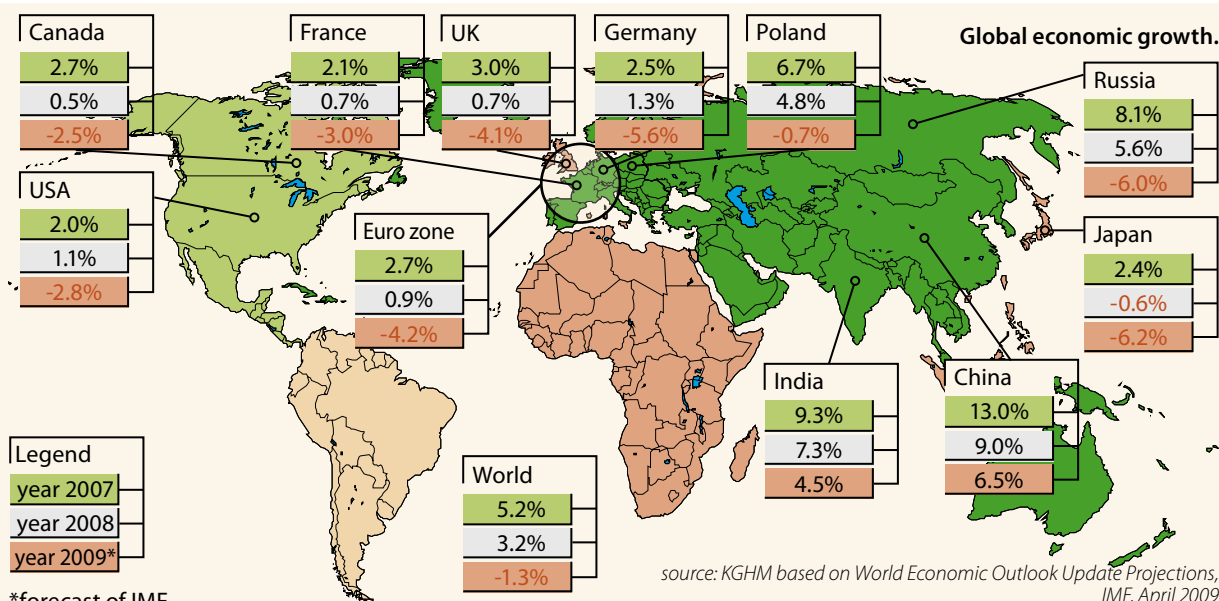 Global economic growth.
Canada
2.7%
0.5%
-2.5%
France
2.1%
0.7%
-3.0%
UK
3.0%
0.7%
-4.1%
Germany
2.5%
1.3%
-5.6%
Poland
6.7%
4.8%
-0.7%
Russia
8.1%
5.6%
-6.0%
USA
2.0%
1.1%
-2.8%
Euro zone
2.7%
0.9%
-4.2%
Japan
2.4%
-0.6%
-6.2%
India
9.3%
7.3%
4.5%
China
13.0%
9.0%
6.5%
World
5.2%
3.2%
-1.3%
Legend
year 2007
year 2008
year 2009*
*forecast of IMF
source: KGHM based on World Economic Outlook Update Projections,
IMF, April 2009